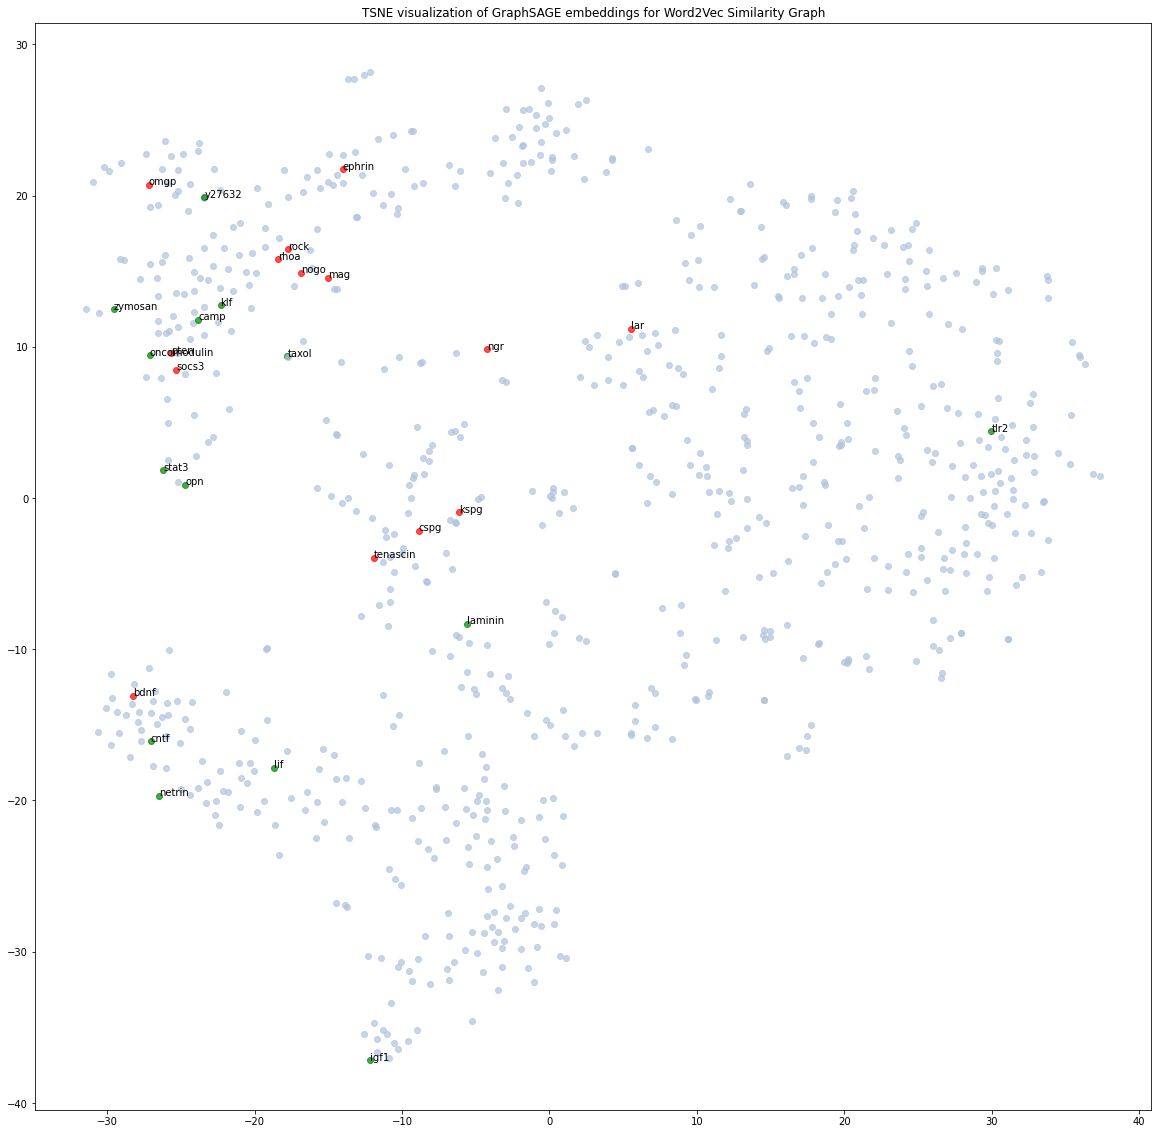 TSNE visualization of GraphSAGE embeddings for Word2Vec Similarity Graph
30
20
10
0
−10
−20
−30
−40
ephrin
omgp
y27632
rock
rhoa
nogo
mag
klf
zymosan
camp
lar
ngr
pten
oncomodulin
taxol
socs3
tlr2
stat3
opn
kspg
cspg
tenascin
laminin
bdnf
cntf
lif
netrin
igf1
−30
−20
−10
0
10
20
30
40